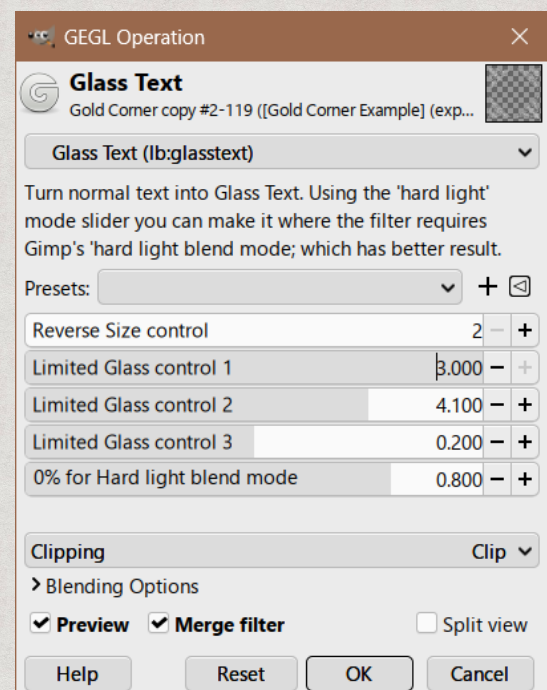 GEGL Operation
Glass Text
Gold Corner copy #2-119 ([Gold Corner Example] (exp...
Glass Text (lb:glasstext)
Turn normal text into Glass Text. Using the 'hard light'
mode slider you can make it where the filter requires
Gimp's 'hard light blend mode; which has better result.
Presets:
Reverse Size control 2
Limited Glass control 1 3.000
Limited Glass control 2 4.100
Limited Glass control 3 0.200
0% for Hard light blend mode 0.800
Clipping Clip
Blending Options
Preview Merge filter Split view
Help Reset OK Cancel